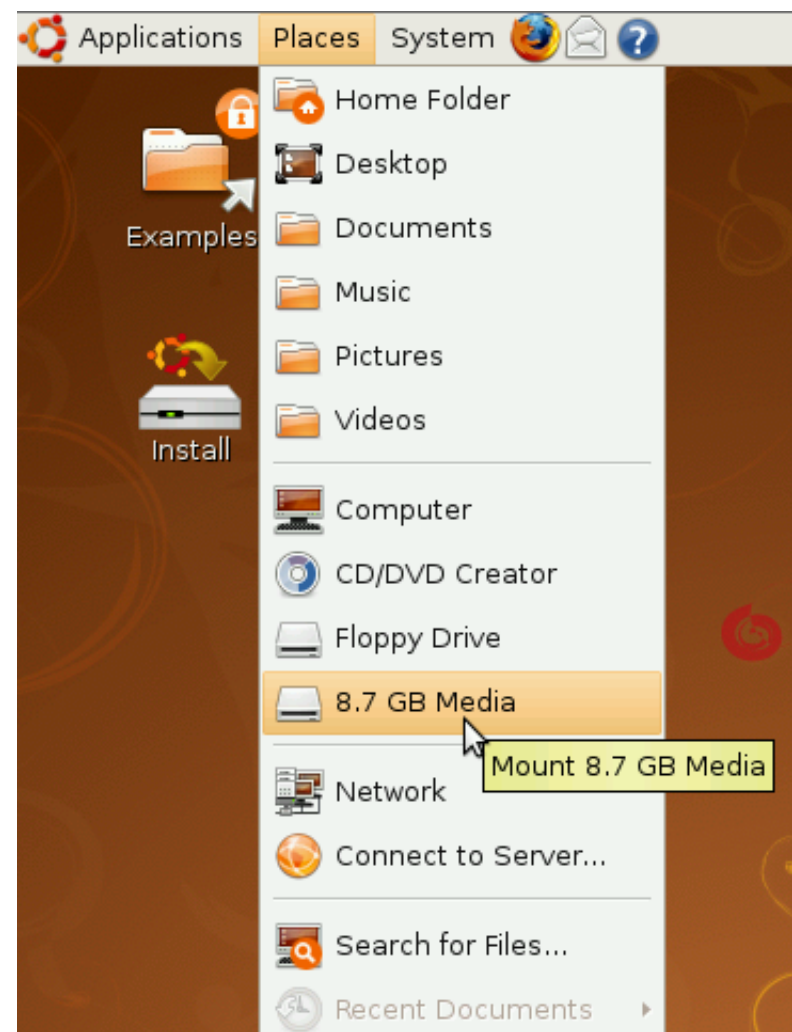 Applications Places System
Examples
Install
Home Folder
Desktop
Documents
Music
Pictures
Videos
Computer
CD/DVD Creator
Floppy Drive
8.7 GB Media
Mount 8.7 GB Media
Network
Connect to Server...
Search for Files...
Recent Documents